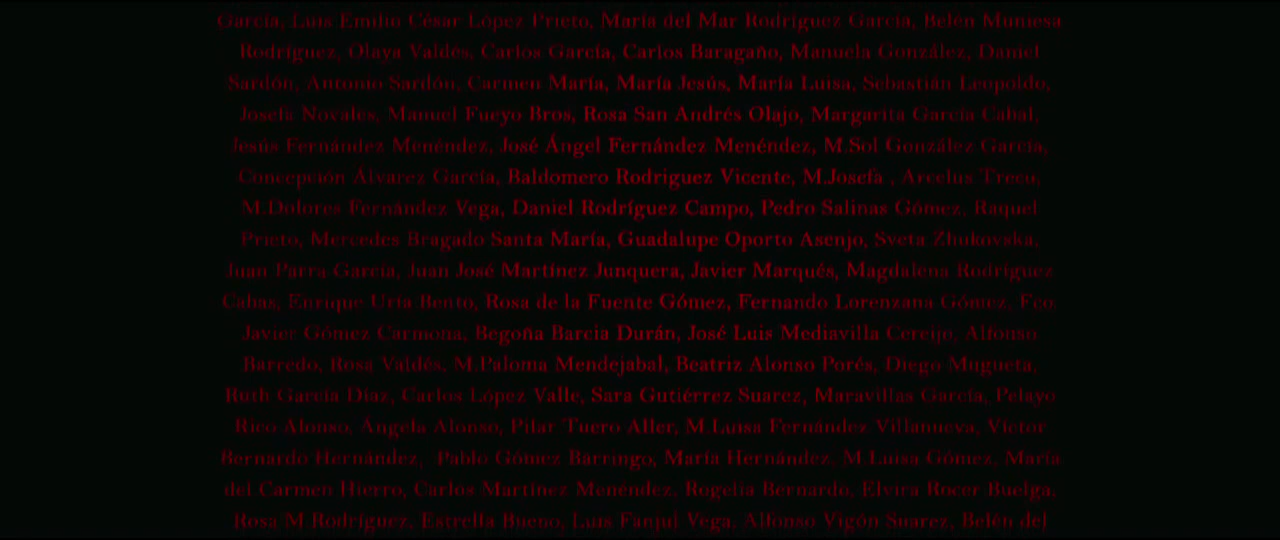 García, Luis Emilio César López Prieto, María del Mar Rodríguez García, Belén Muniesa
Rodríguez, Olaya Valdés, Carlos García, Carlos Baragaño, Manuela González, Daniel
Sardón, Antonio Sardón, Carmen María, María Jesús, María Luisa, Sebastián Leopoldo,
Josefa Novales, Manuel Fueyo Bros, Rosa San Andrés Olajo, Margarita García Cabal,
Jesús Fernández Menéndez, José Ángel Fernández Menéndez, M.Sol González García,
Concepción Álvarez García, Baldomero Rodriguez Vicente, M.Josefa , Arcelus Trecu,
M.Dolores Fernández Vega, Daniel Rodríguez Campo, Pedro Salinas Gómez, Raquel
Prieto, Mercedes Bragado Santa María, Guadalupe Oporto Asenjo, Sveta Zhukovska,
Juan Parra García, Juan José Martínez Junquera, Javier Marqués, Magdalena Rodríguez
Cabas, Enrique Uría Bento, Rosa de la Fuente Gómez, Fernando Lorenzana Gómez, Fco.
Javier Gómez Carmona, Begoña Barcia Durán, José Luis Mediavilla Cereijo, Alfonso
Barredo, Rosa Valdés, M.Paloma Mendejabal, Beatriz Alonso Porés, Diego Mugueta,
Ruth García Díaz, Carlos López Valle, Sara Gutiérrez Suarez, Maravillas García, Pelayo
Rico Alonso, Ángela Alonso, Pilar Tuero Aller, M.Luisa Fernández Villanueva, Víctor
Bernardo Hernández, Pablo Gómez Barringo, María Hernández, M.Luisa Gómez, María
del Carmen Hierro, Carlos Martínez Menéndez, Rogelia Bernardo, Elvira Rocer Buelga,
Rosa M Rodríguez, Estrella Bueno, Luis Fanjul Vega, Alfonso Vigón Suarez, Belén del